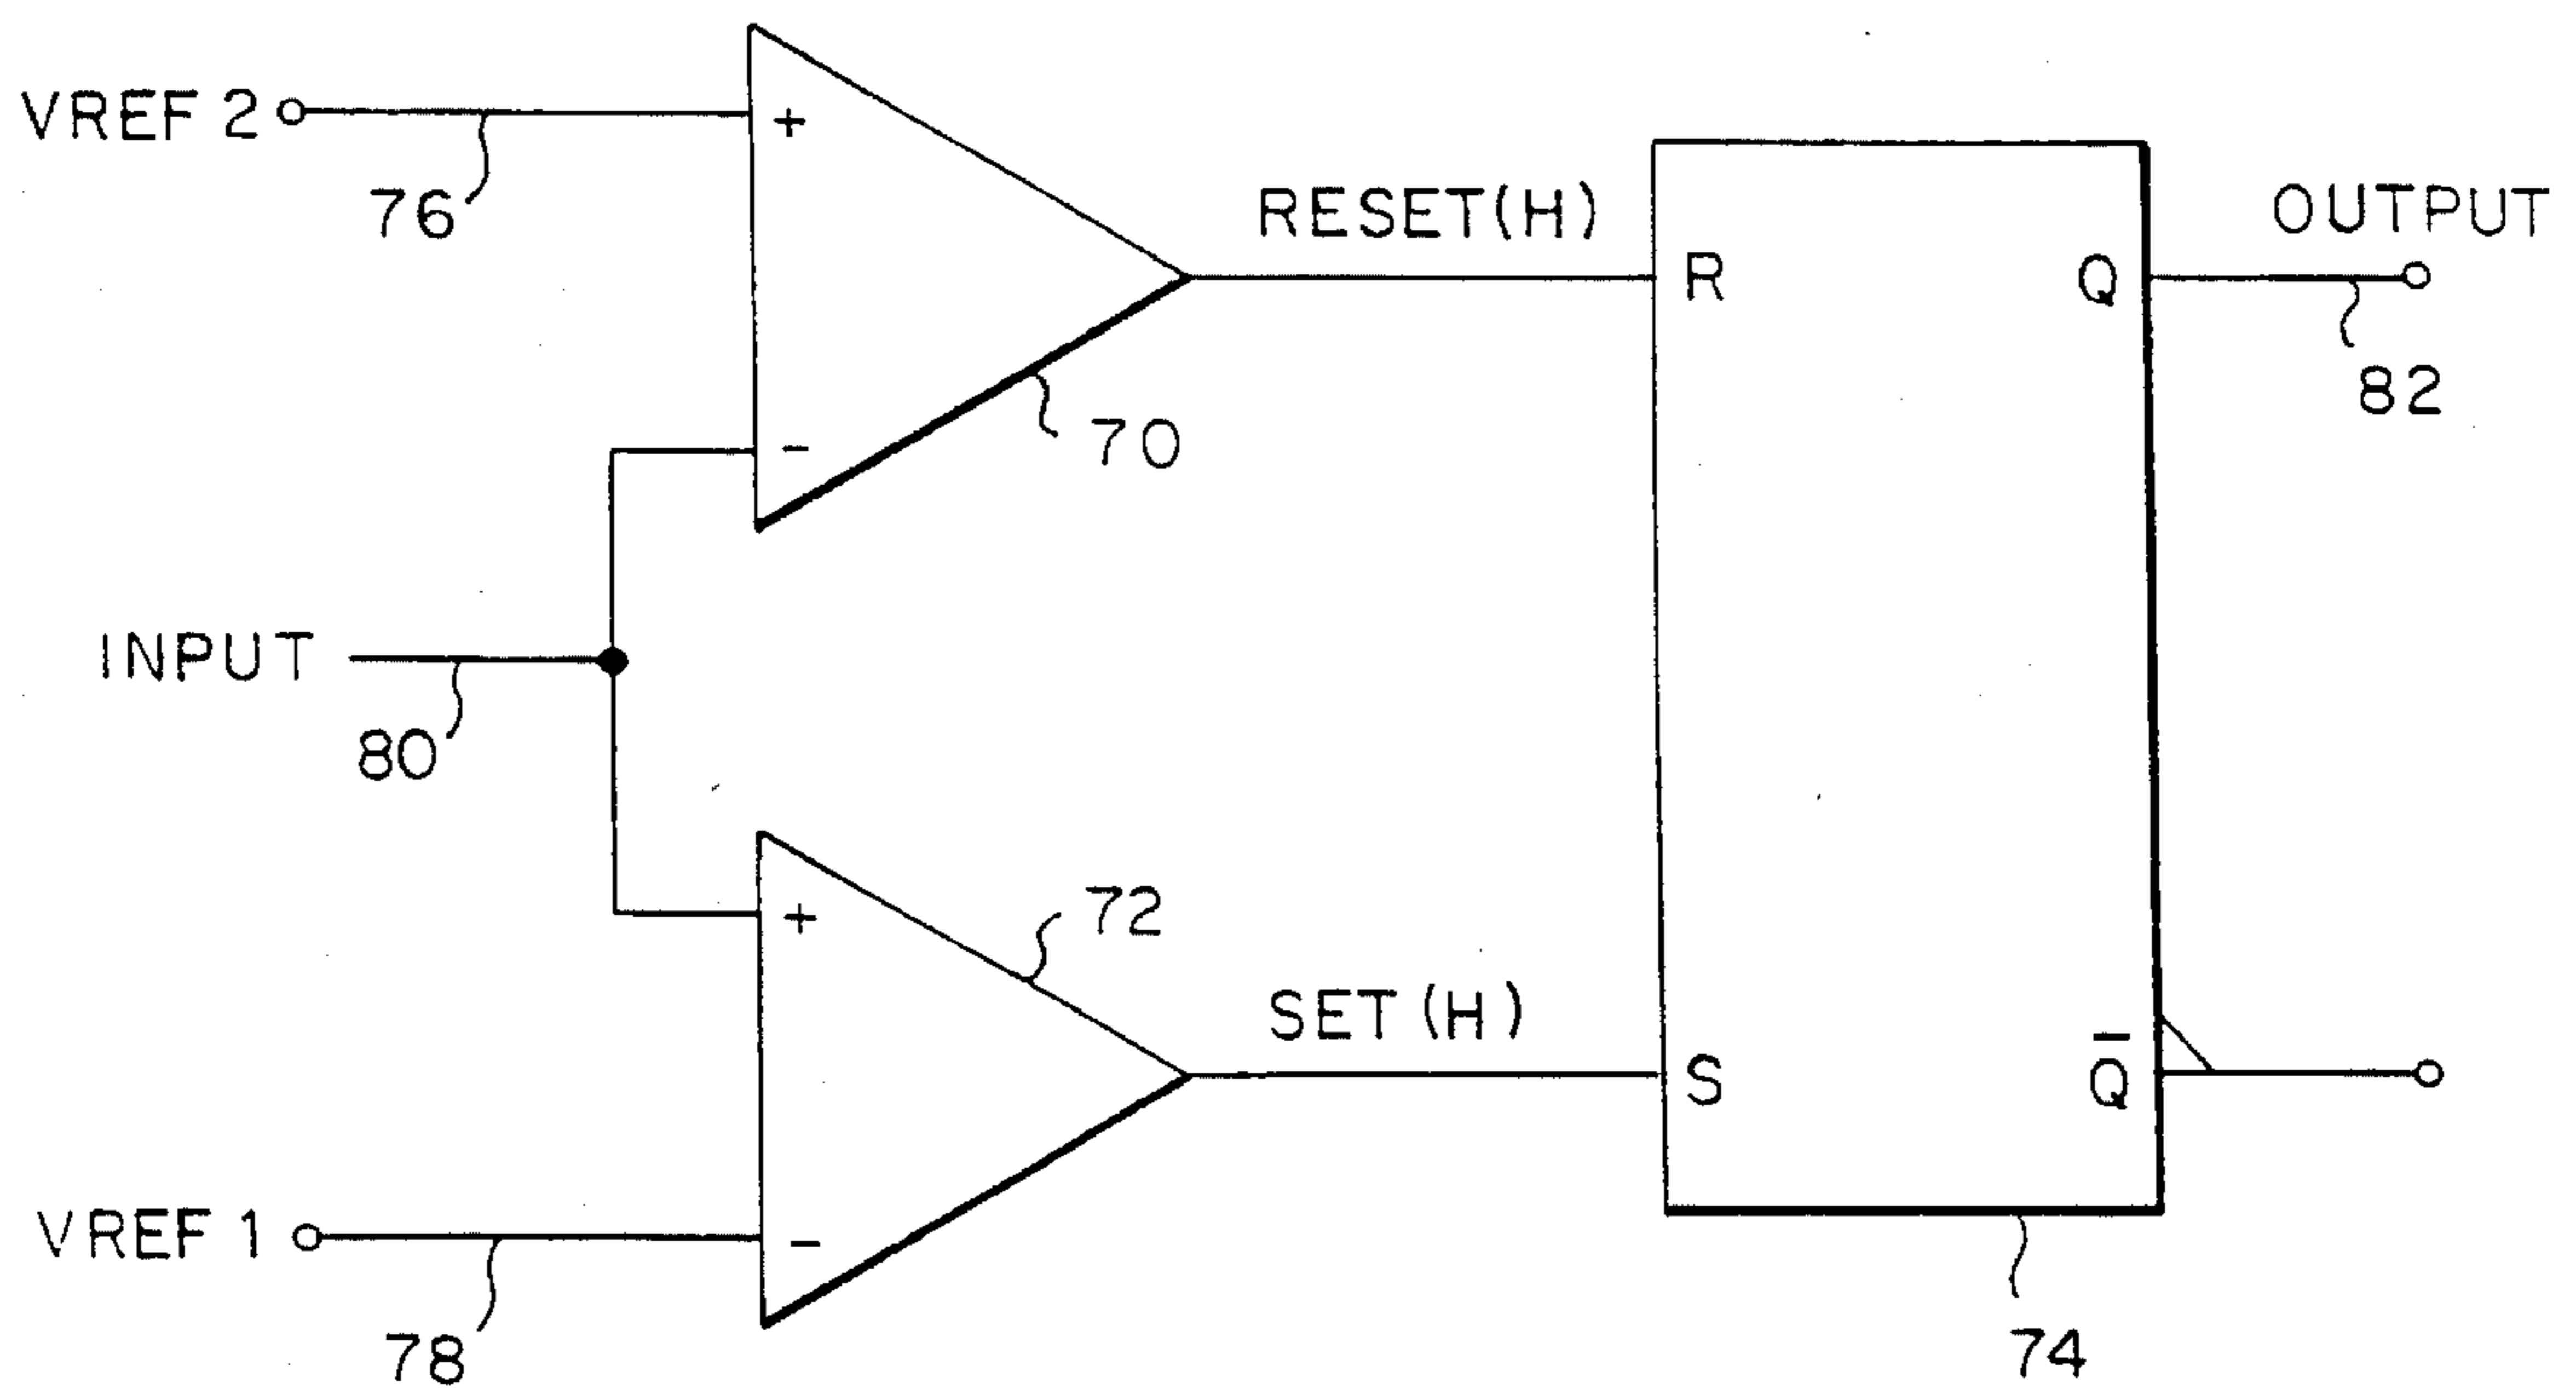 VREF 2
+
76
RESET(H)
OUTPUT
R
Q
82
-
70
INPUT
80
+
72
SET (H)
S
Q̅
VREF 1
-
78
74